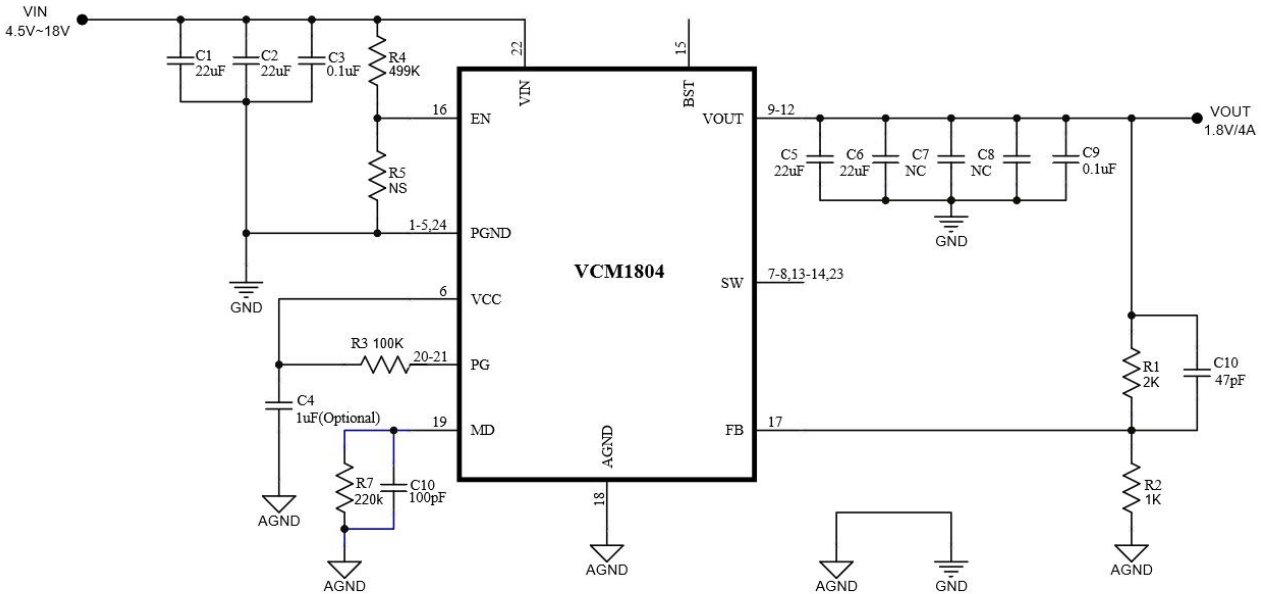 VIN
4.5V~18V
C1
22uF
C2
22uF
C3
0.1uF
R4
499K
22
VIN
15
BST
16
EN
VOUT
9-12
VOUT
1.8V/4A
C5
22uF
C6
22uF
C7
NC
C8
NC
C9
0.1uF
R5
NS
1-5,24
PGND
GND
GND
VCM1804
SW
7-8,13-14,23
6
VCC
R3 100K
20-21
PG
C4
1uF(Optional)
R1
2K
C10
47pF
19
MD
FB
17
AGND
18
R7
220k
C10
100pF
R2
1K
AGND
AGND
AGND
AGND
GND
AGND